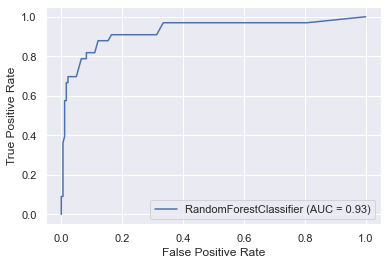 1.0
0.8
0.6
0.4
0.2
0.0
True Positive Rate
RandomForestClassifier (AUC = 0.93)
0.0 0.2 0.4 0.6 0.8 1.0
False Positive Rate